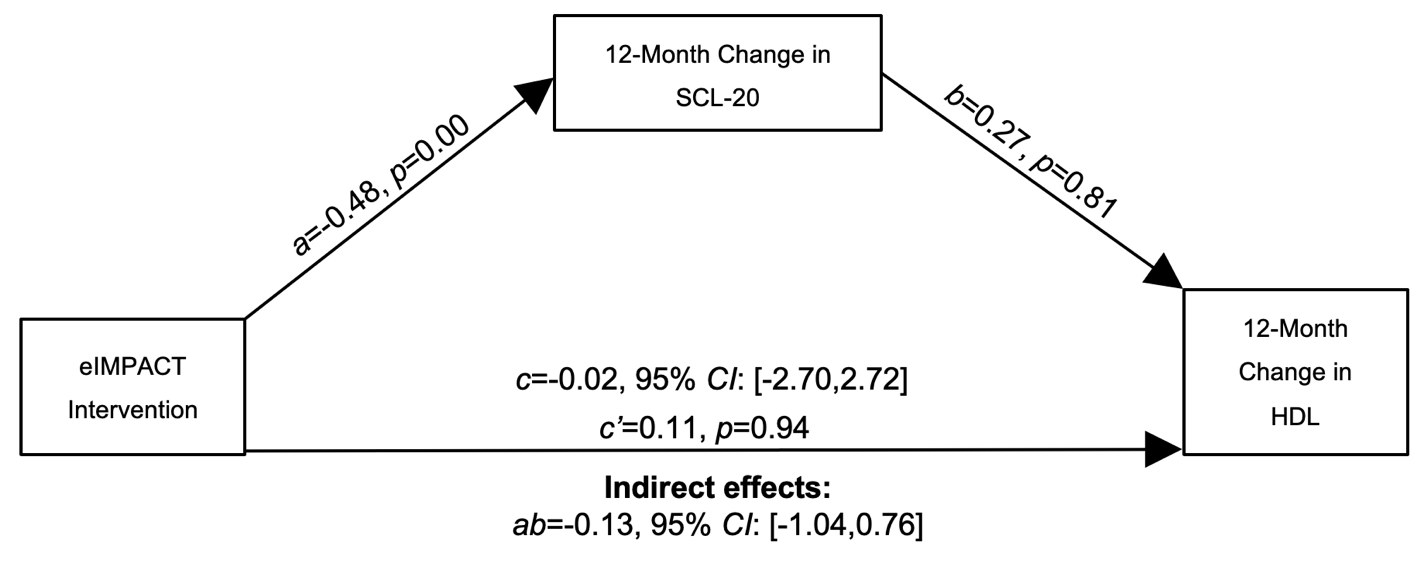 12-Month Change in
SCL-20
a=-0.48, p=0.00
b=0.27, p=0.81
eIMPACT
Intervention
12-Month
Change in
HDL
c=-0.02, 95% CI: [-2.70,2.72]
c’=0.11, p=0.94
Indirect effects:
ab=-0.13, 95% CI: [-1.04,0.76]